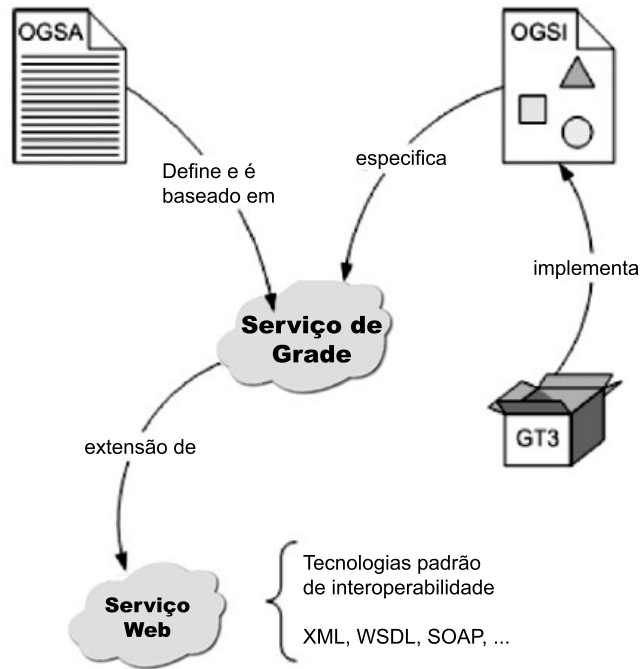 OGSA
OGSI
Define e é
baseado em
especifica
implementa
Serviço de
Grade
GT3
extensão de
Serviço
Web
Tecnologias padrão
de interoperabilidade
XML, WSDL, SOAP, ...